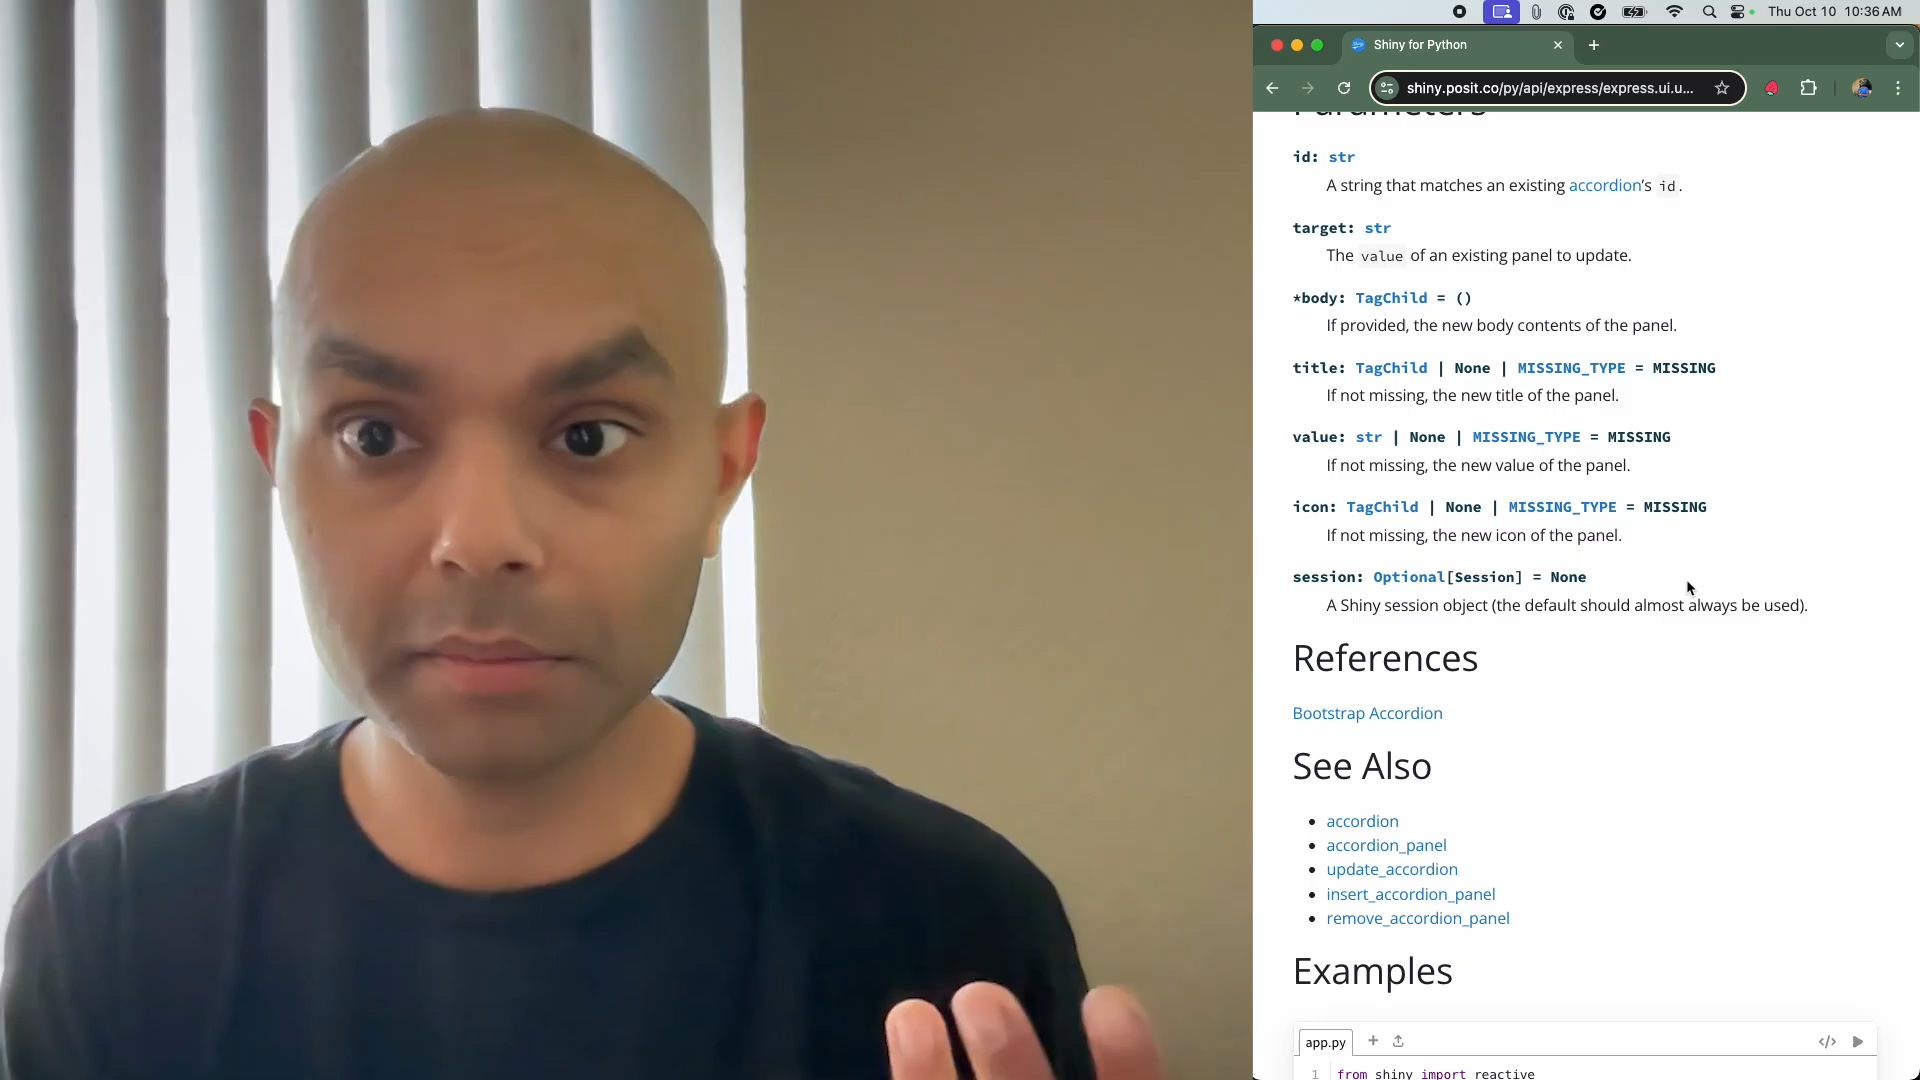 Thu Oct 10 10:36 AM
Shiny for Python
shiny.posit.co/py/api/express/express.ui.u...
Parameters
id: str
A string that matches an existing accordion's id.
target: str
The value of an existing panel to update.
*body: TagChild = ()
If provided, the new body contents of the panel.
title: TagChild | None | MISSING_TYPE = MISSING
If not missing, the new title of the panel.
value: str | None | MISSING_TYPE = MISSING
If not missing, the new value of the panel.
icon: TagChild | None | MISSING_TYPE = MISSING
If not missing, the new icon of the panel.
session: Optional[Session] = None
A Shiny session object (the default should almost always be used).
References
Bootstrap Accordion
See Also
accordion
accordion_panel
update_accordion
insert_accordion_panel
remove_accordion_panel
Examples
app.py
1 from shiny import reactive